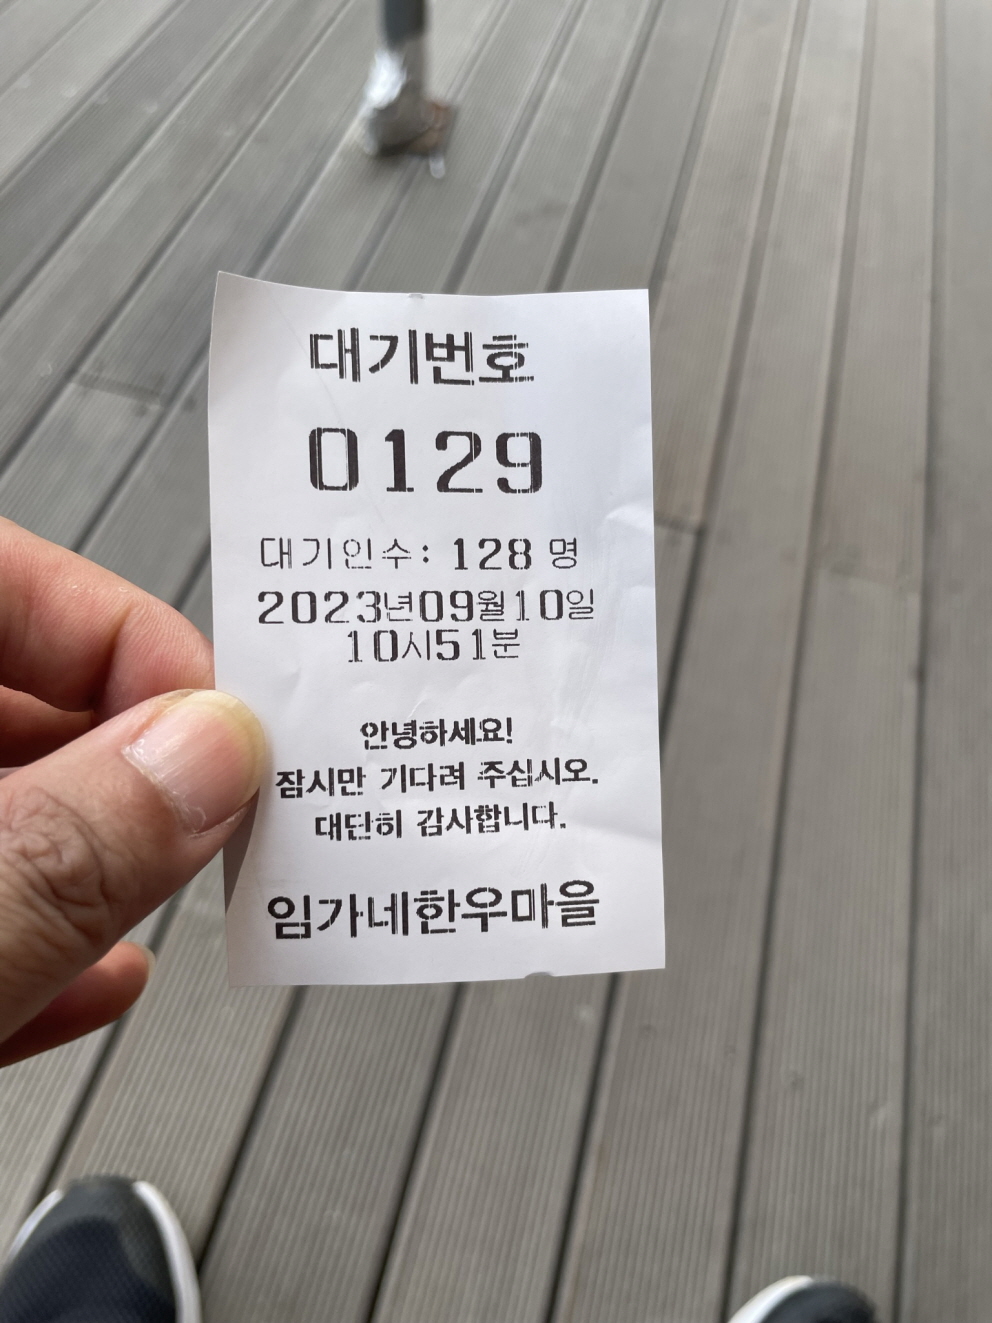 대기번호
0129
대기인수: 128 명
2023년09월10일
10시51분
안녕하세요!
잠시만 기다려 주십시오.
대단히 감사합니다.
임가네한우마을